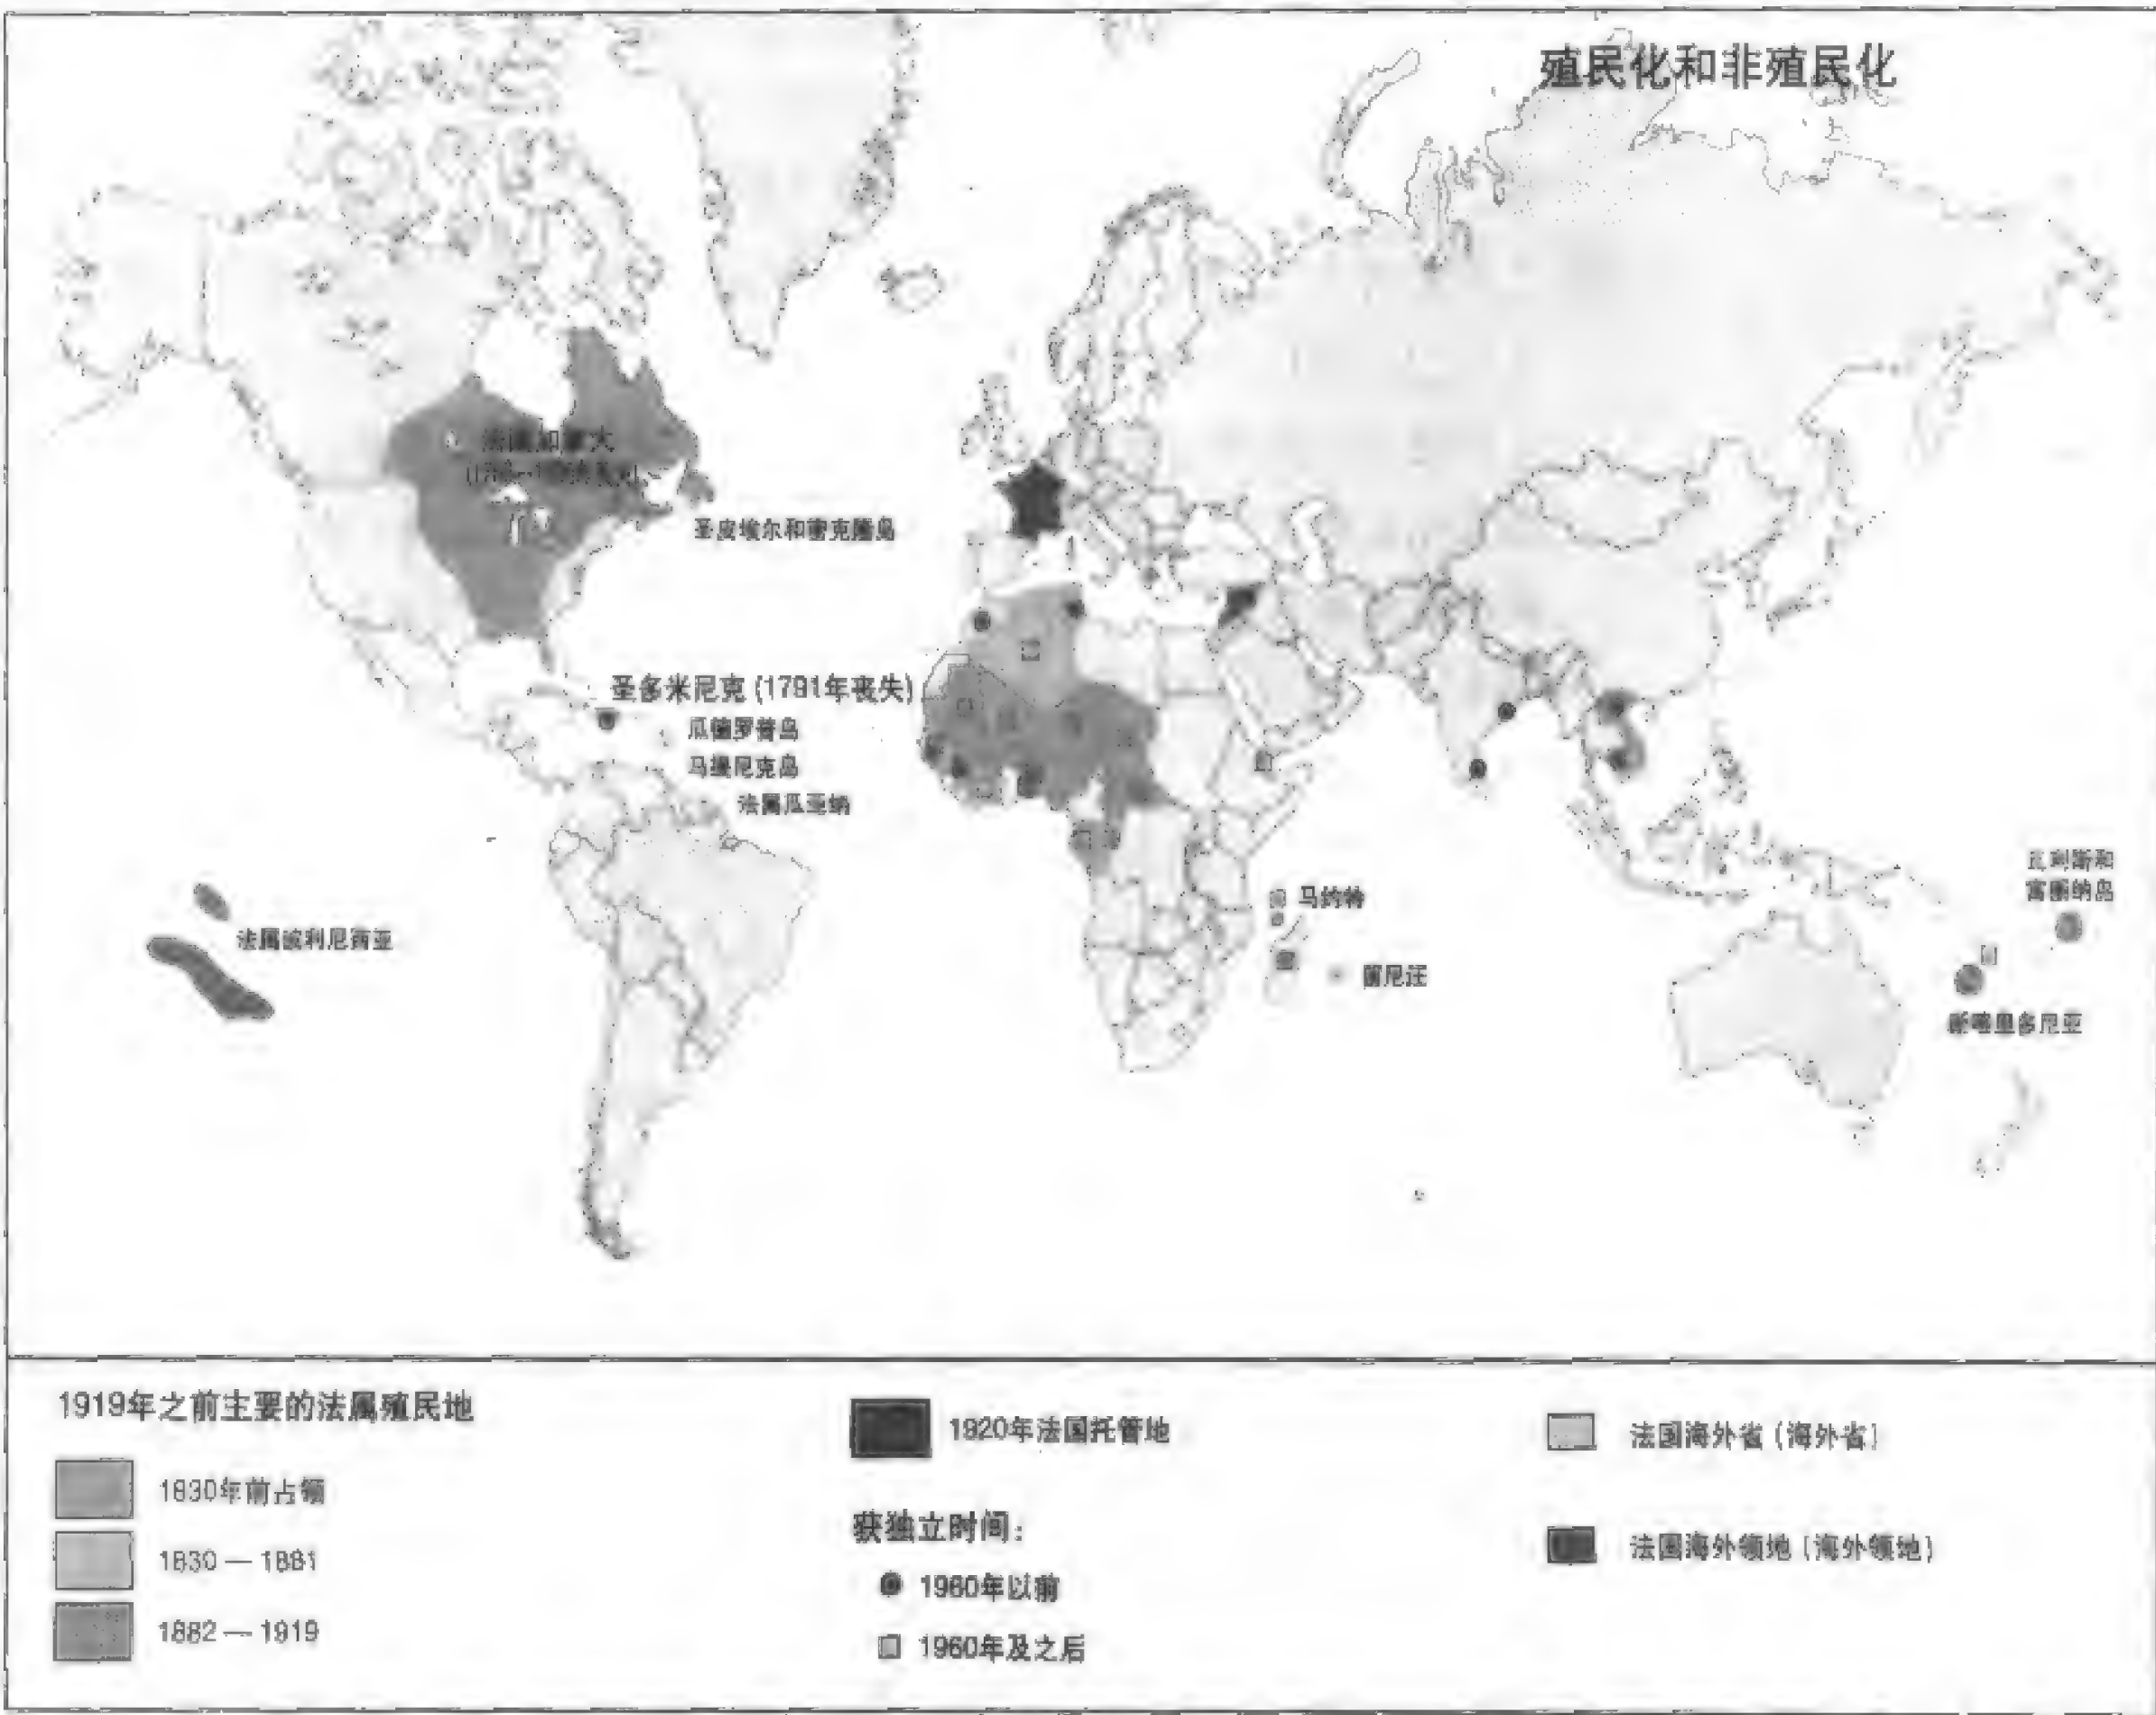 殖民化和非殖民化
法属加拿大
圣皮埃尔和密克隆岛
圣多米尼克 (1791年丧失)
瓜德罗普岛
马提尼克岛
法属瓜亚纳
法属波利尼西亚
马约特
留尼汪
瓦利斯和
富图纳岛
新喀里多尼亚
1919年之前主要的法属殖民地
1830年前占领
1830 — 1881
1882 — 1919
1920年法国托管地
获独立时间:
1960年以前
1960年及之后
法国海外省 (海外省)
法国海外领地 (海外领地)